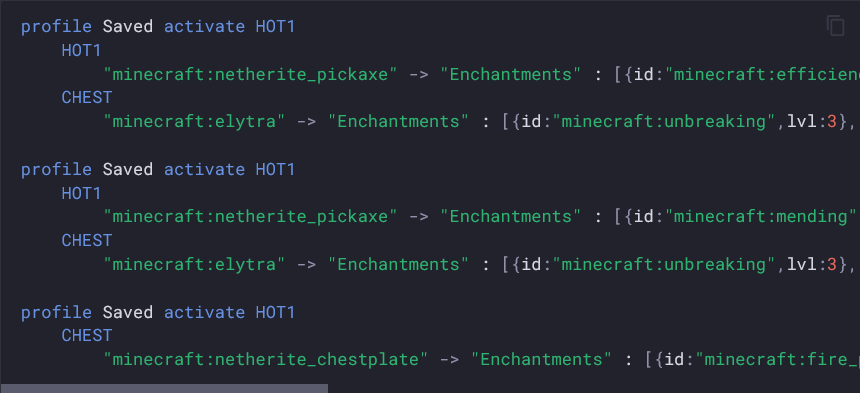 profile Saved activate HOT1
HOT1
"minecraft:netherite_pickaxe" -> "Enchantments" : [{id:"minecraft:efficien
CHEST
"minecraft:elytra" -> "Enchantments" : [{id:"minecraft:unbreaking",lvl:3},
profile Saved activate HOT1
HOT1
"minecraft:netherite_pickaxe" -> "Enchantments" : [{id:"minecraft:mending"
CHEST
"minecraft:elytra" -> "Enchantments" : [{id:"minecraft:unbreaking",lvl:3},
profile Saved activate HOT1
CHEST
"minecraft:netherite_chestplate" -> "Enchantments" : [{id:"minecraft:fire_